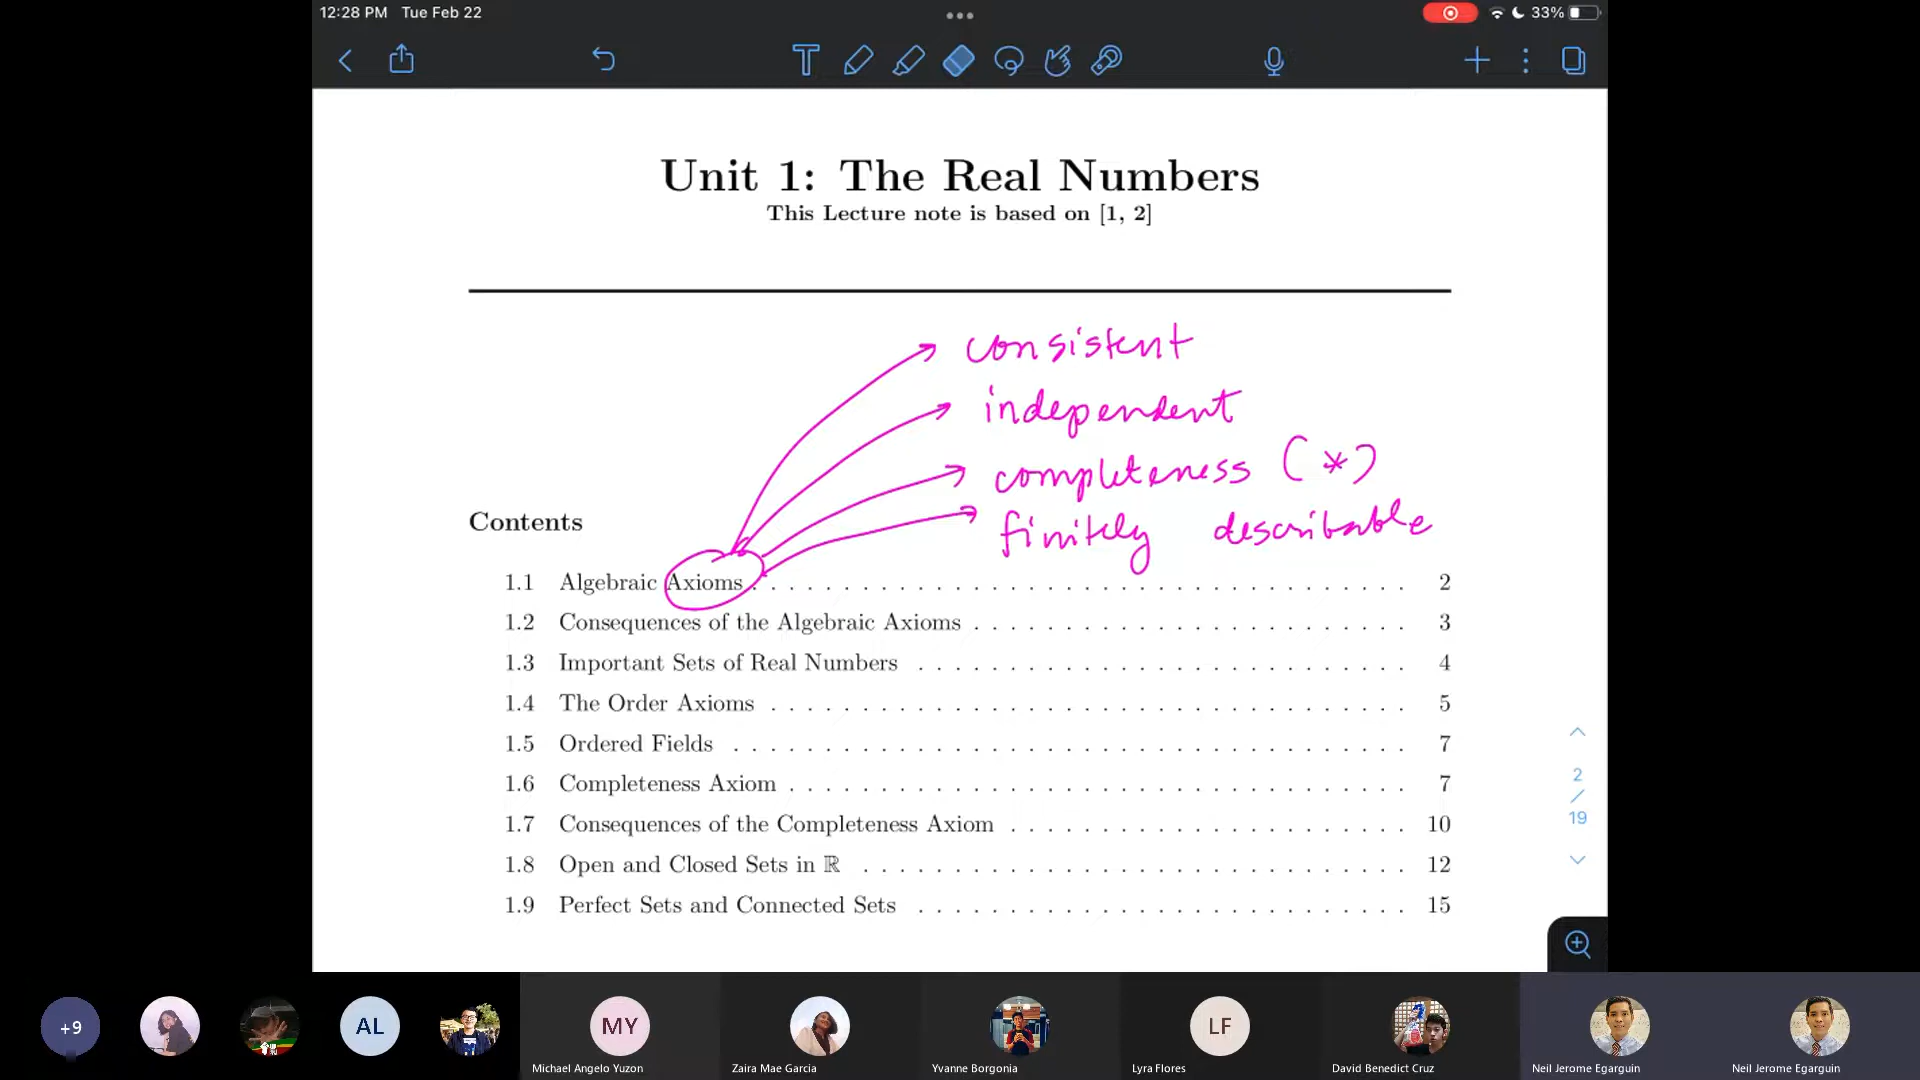 12:28 PM Tue Feb 22
33%
Unit 1: The Real Numbers
This Lecture note is based on [1, 2]
consistent
independent
completeness (*)
finitely describable
Contents
1.1 Algebraic Axioms . . . . . . . . . . . . . . . . . . . . . . . . . . . . . 2
1.2 Consequences of the Algebraic Axioms . . . . . . . . . . . . . . . . . . . 3
1.3 Important Sets of Real Numbers . . . . . . . . . . . . . . . . . . . . . . 4
1.4 The Order Axioms . . . . . . . . . . . . . . . . . . . . . . . . . . . . 5
1.5 Ordered Fields . . . . . . . . . . . . . . . . . . . . . . . . . . . . . . 7
1.6 Completeness Axiom . . . . . . . . . . . . . . . . . . . . . . . . . . . 7
1.7 Consequences of the Completeness Axiom . . . . . . . . . . . . . . . . . . 10
1.8 Open and Closed Sets in ℝ . . . . . . . . . . . . . . . . . . . . . . . . 12
1.9 Perfect Sets and Connected Sets . . . . . . . . . . . . . . . . . . . . . . 15
2
/
19
+9
AL
MY
LF
Michael Angelo Yuzon
Zaira Mae Garcia
Yvanne Borgonia
Lyra Flores
David Benedict Cruz
Neil Jerome Egarguin
Neil Jerome Egarguin